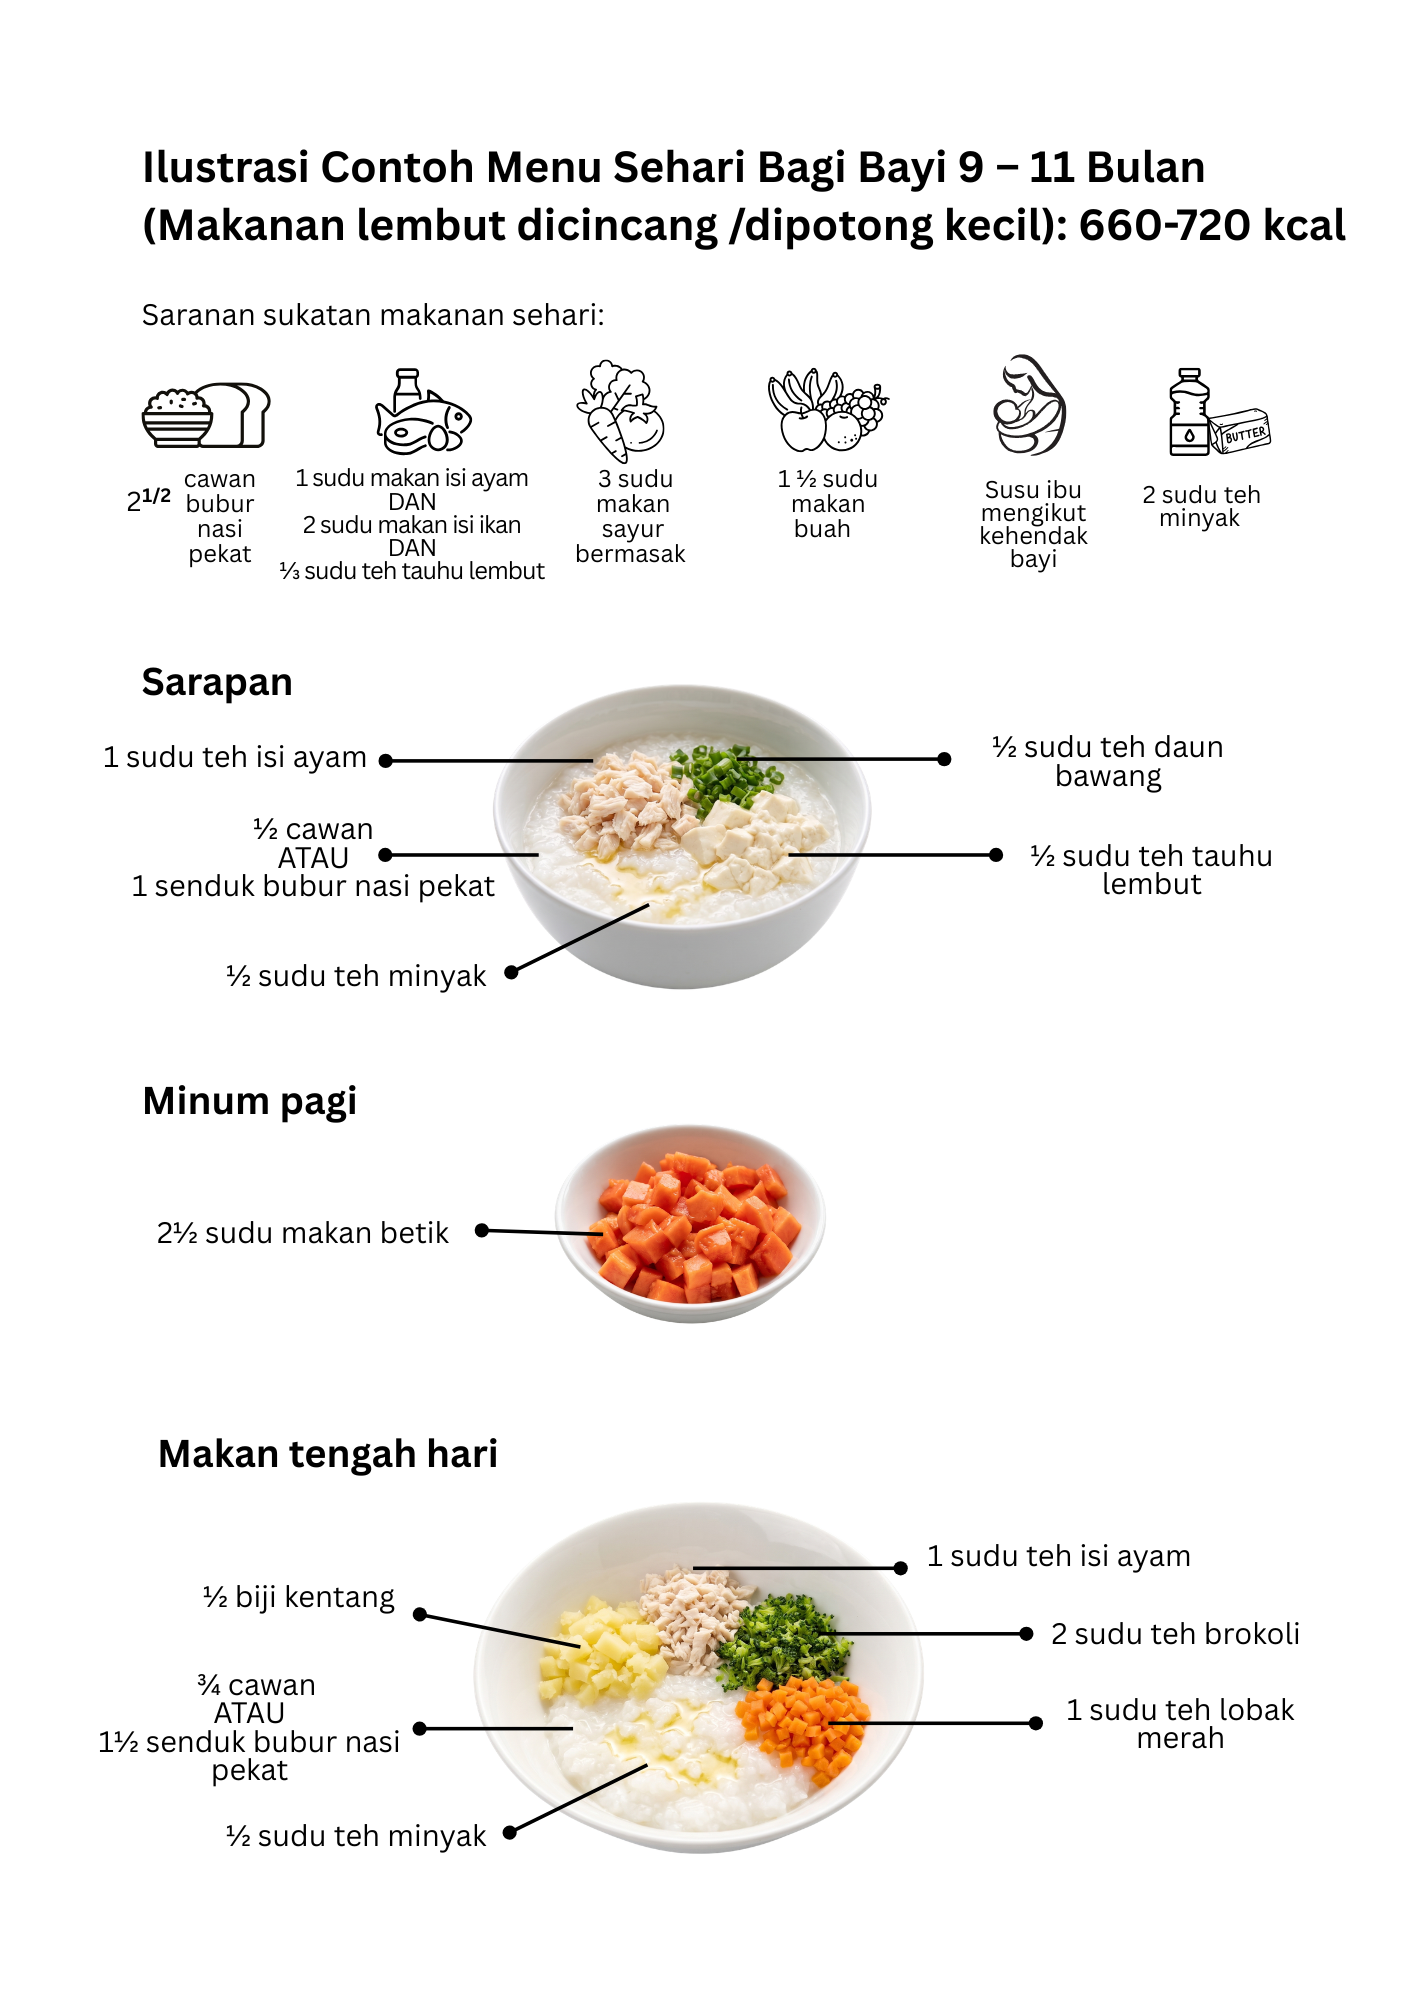 Ilustrasi Contoh Menu Sehari Bagi Bayi 9 – 11 Bulan
(Makanan lembut dicincang /dipotong kecil): 660-720 kcal
Saranan sukatan makanan sehari:
2 1/2
cawan
bubur
nasi
pekat
1 sudu makan isi ayam
DAN
2 sudu makan isi ikan
DAN
⅓ sudu teh tauhu lembut
3 sudu
makan
sayur
bermasak
1 ½ sudu
makan
buah
Susu ibu
mengikut
kehendak
bayi
BUTTER
2 sudu teh
minyak
Sarapan
1 sudu teh isi ayam
½ cawan
ATAU
1 senduk bubur nasi pekat
½ sudu teh minyak
½ sudu teh daun
bawang
½ sudu teh tauhu
lembut
Minum pagi
2½ sudu makan betik
Makan tengah hari
½ biji kentang
¾ cawan
ATAU
1½ senduk bubur nasi
pekat
½ sudu teh minyak
1 sudu teh isi ayam
2 sudu teh brokoli
1 sudu teh lobak
merah